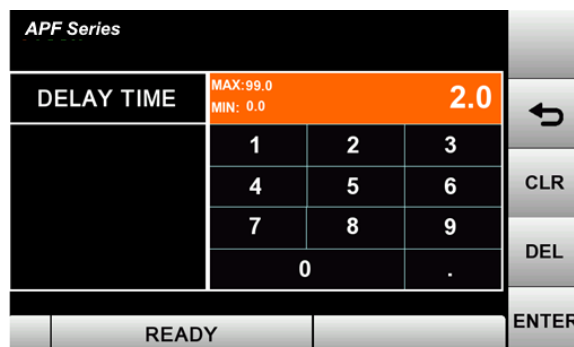 APF Series
DELAY TIME
MAX:99.0
MIN: 0.0
2.0
1 2 3
4 5 6
7 8 9
0 .
CLR
DEL
ENTER
READY